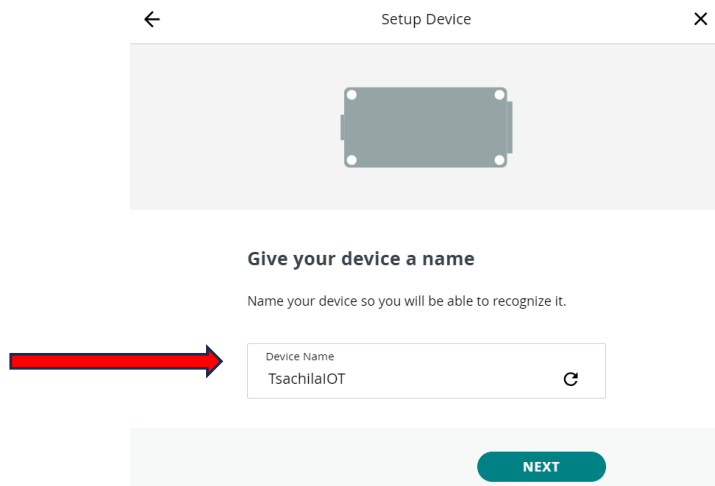 Setup Device
Give your device a name
Name your device so you will be able to recognize it.
Device Name
TsachilaIOT
NEXT